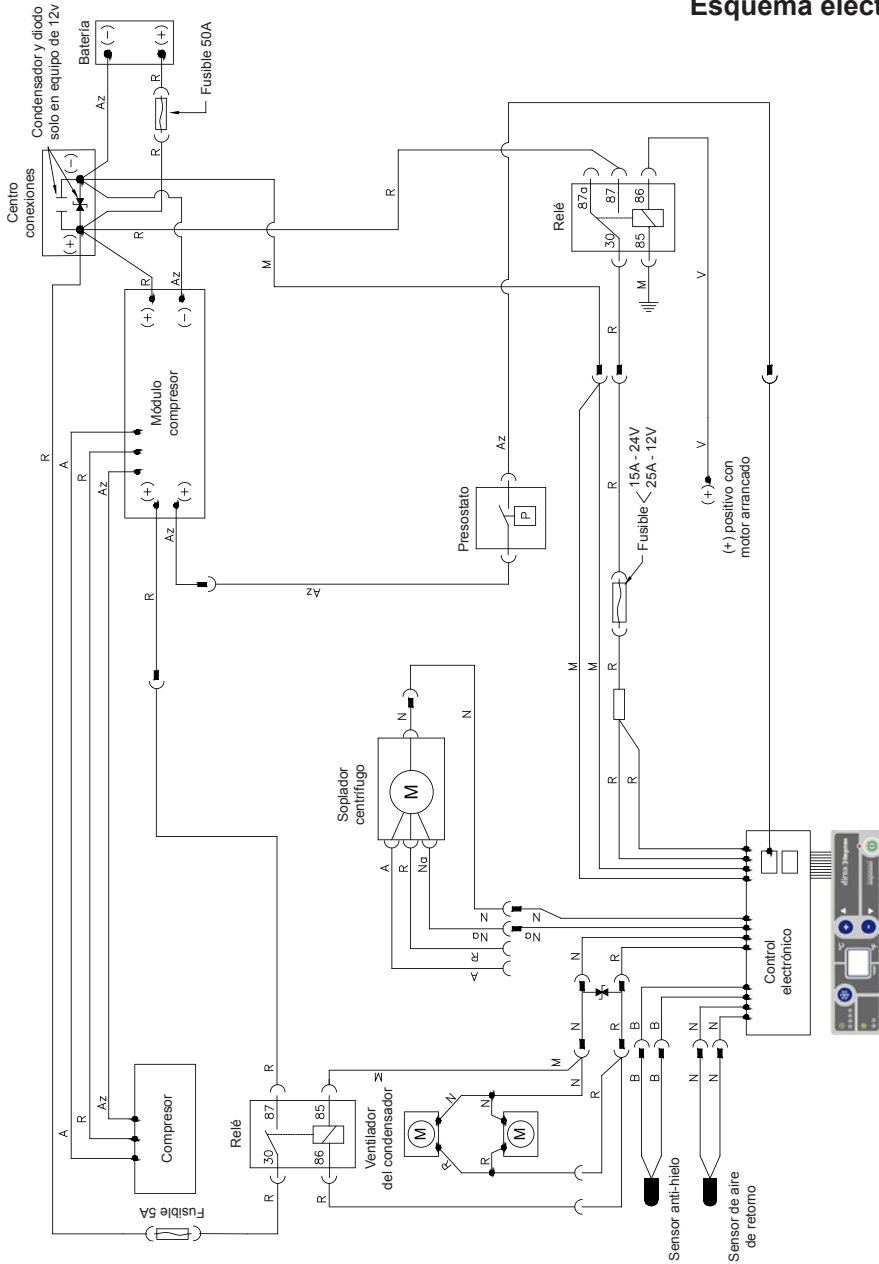 Esquema eléct
Centro
conexiones
Condensador y diodo
solo en equipo de 12v
Batería
(-)
(+)
(+)
(-)
Az
R
R
Fusible 50A
R
Az
R
M
R
R
A
R
Az
Módulo
compresor
(+)
(-)
(+)
(+)
Az
R
Az
Presostato
P
Az
Relé
87a
87
86
30
85
M
R
V
V
(+)
(+) positivo con
motor arrancado
Fusible
15A - 24V
25A - 12V
R
R
R
R
M
M
Soplador
centrífugo
M
N
N
A
R
Na
A
R
Na
N
Na
N
Compresor
A
R
Az
Fusible 5A
Relé
87
85
30
86
R
R
R
M
M
Ventilador
del condensador
M
M
N
N
R
R
N
R
N
R
N
R
B
B
B
B
N
N
N
N
Sensor anti-hielo
Sensor de aire
de retorno
Control
electrónico
dirna
°C
°F
+
-